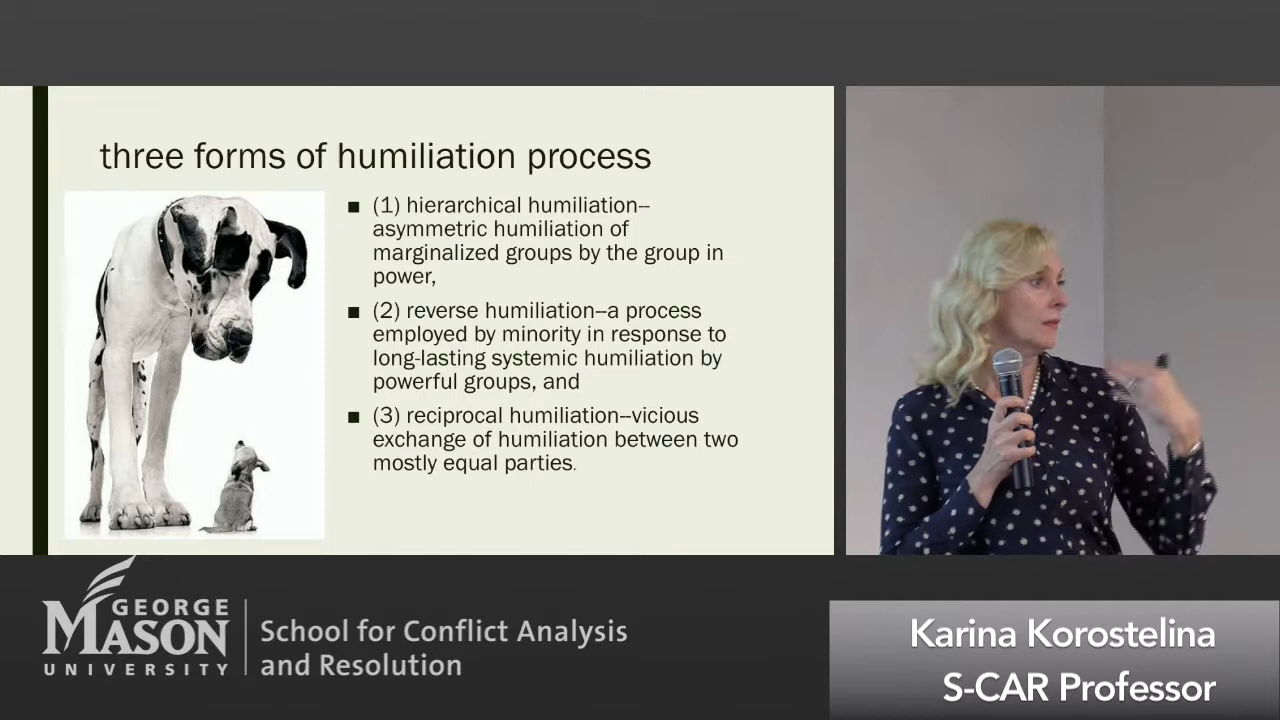 three forms of humiliation process
■ (1) hierarchical humiliation--
asymmetric humiliation of
marginalized groups by the group in
power,
■ (2) reverse humiliation--a process
employed by minority in response to
long-lasting systemic humiliation by
powerful groups, and
■ (3) reciprocal humiliation--vicious
exchange of humiliation between two
mostly equal parties.
GEORGE
MASON
UNIVERSITY
School for Conflict Analysis
and Resolution
Karina Korostelina
S-CAR Professor